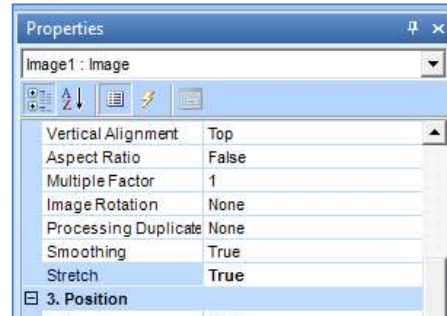 Properties
Image1 : Image
Vertical Alignment Top
Aspect Ratio False
Multiple Factor 1
Image Rotation None
Processing Duplicate None
Smoothing True
Stretch True
3. Position